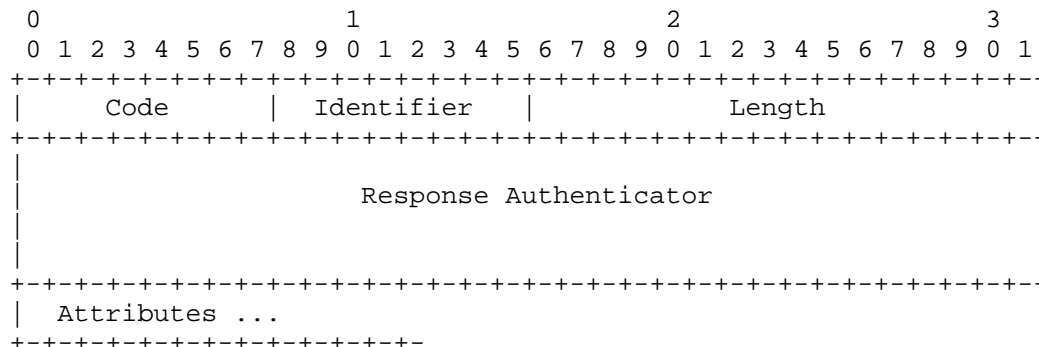 0                   1                   2                   3
 0 1 2 3 4 5 6 7 8 9 0 1 2 3 4 5 6 7 8 9 0 1 2 3 4 5 6 7 8 9 0 1
+-+-+-+-+-+-+-+-+-+-+-+-+-+-+-+-+-+-+-+-+-+-+-+-+-+-+-+-+-+-+-+-
|     Code      |  Identifier   |            Length
+-+-+-+-+-+-+-+-+-+-+-+-+-+-+-+-+-+-+-+-+-+-+-+-+-+-+-+-+-+-+-+-
|
|                     Response Authenticator
|
|
+-+-+-+-+-+-+-+-+-+-+-+-+-+-+-+-+-+-+-+-+-+-+-+-+-+-+-+-+-+-+-+-
|  Attributes ...
+-+-+-+-+-+-+-+-+-+-+-+-+-